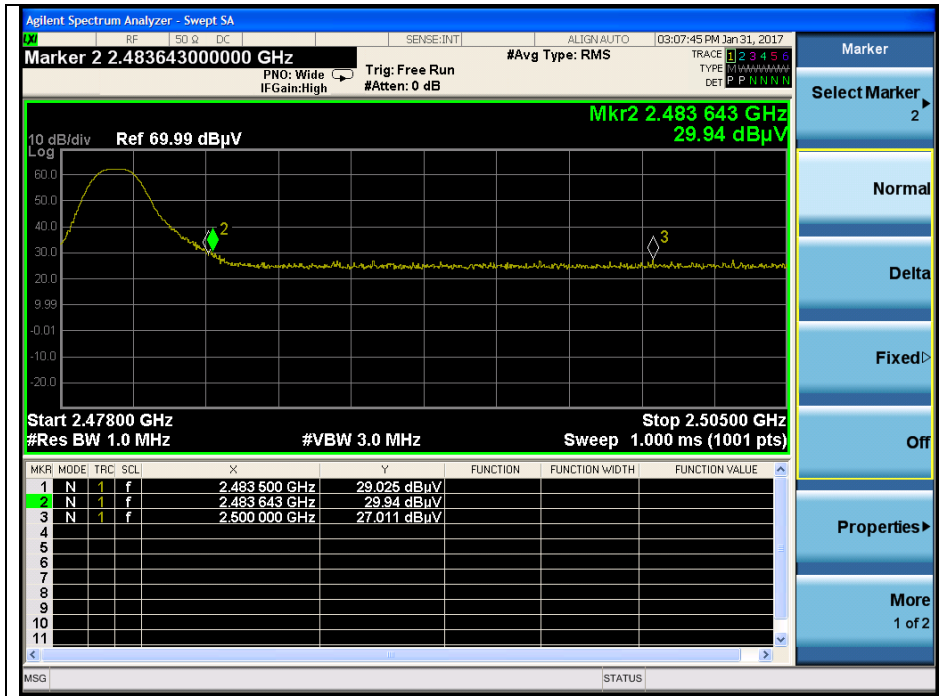 Agilent Spectrum Analyzer - Swept SA
LXI RF 50 Ω DC SENSE:INT ALIGN AUTO 03:07:45 PM Jan 31, 2017
Marker 2 2.483643000000 GHz
PNO: Wide
IFGain:High
Trig: Free Run
#Atten: 0 dB
#Avg Type: RMS
TRACE 1 2 3 4 5 6
TYPE M W W W W W
DET P P N N N N
Mkr2 2.483 643 GHz
29.94 dBµV
10 dB/div Ref 69.99 dBµV
Log
60.0
50.0
40.0
30.0
20.0
9.99
-0.01
-10.0
-20.0
2
3
Start 2.47800 GHz Stop 2.50500 GHz
#Res BW 1.0 MHz #VBW 3.0 MHz Sweep 1.000 ms (1001 pts)
MKR MODE TRC SCL X Y FUNCTION FUNCTION WIDTH FUNCTION VALUE
1 N 1 f 2.483 500 GHz 29.025 dBµV
2 N 1 f 2.483 643 GHz 29.94 dBµV
3 N 1 f 2.500 000 GHz 27.011 dBµV
4
5
6
7
8
9
10
11
MSG STATUS
Marker
Select Marker
2
Normal
Delta
Fixed
Off
Properties
More
1 of 2